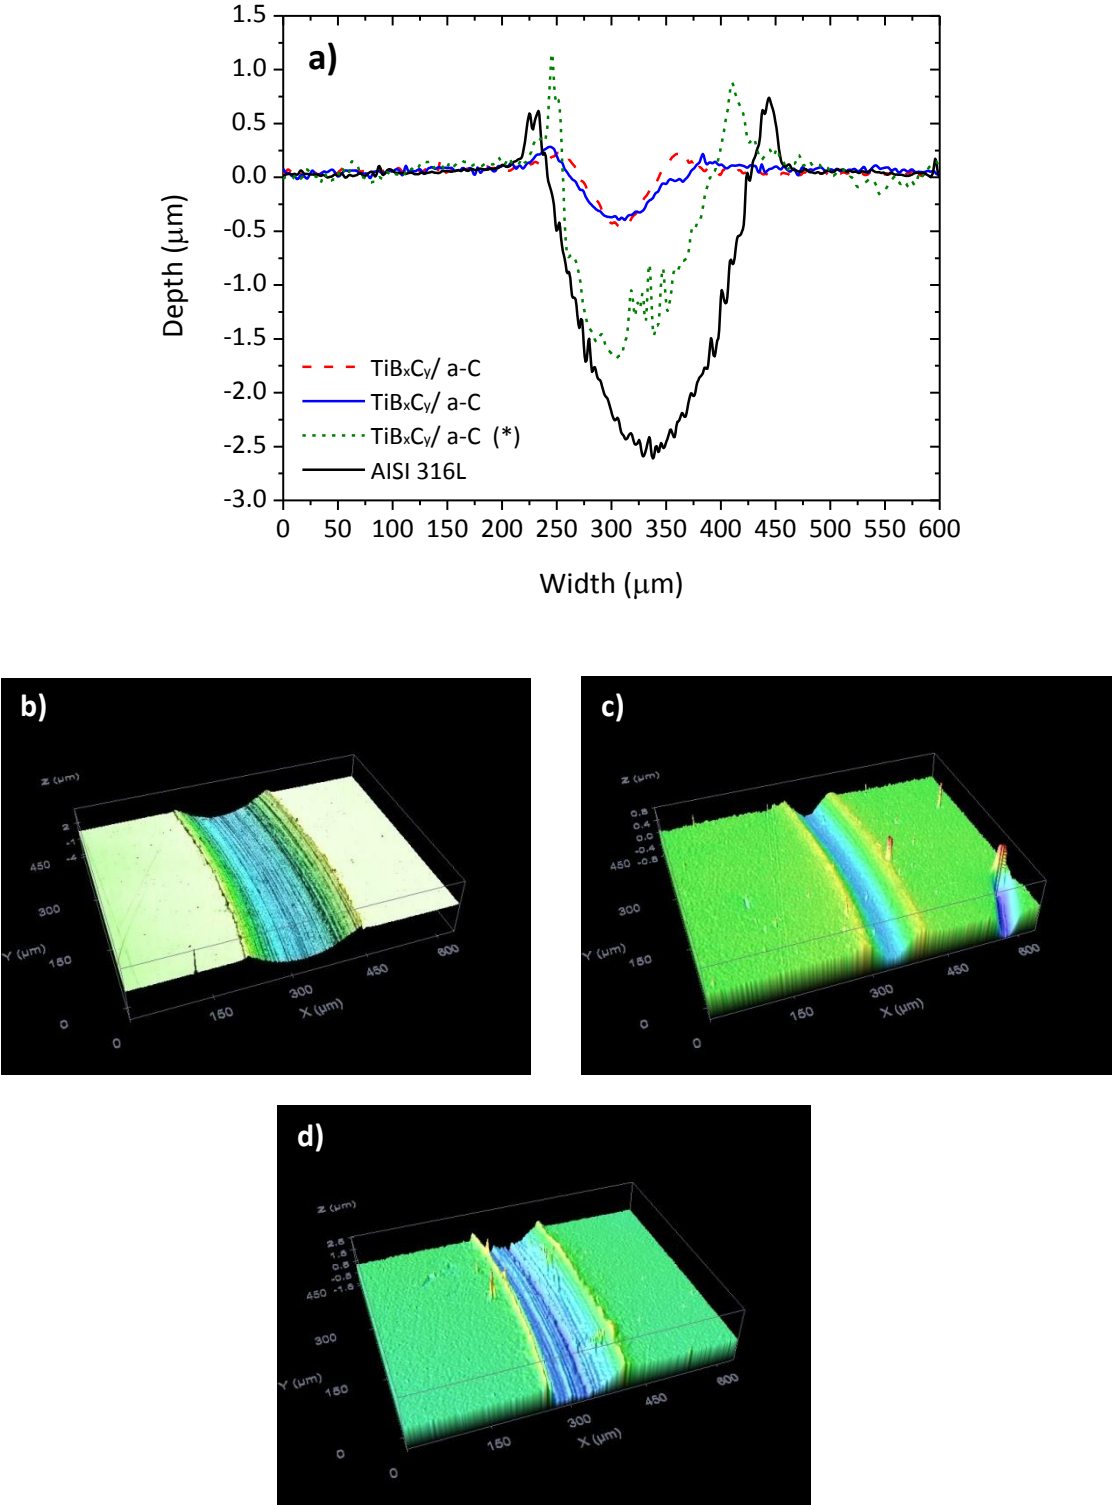 a)
1.5
1.0
0.5
0.0
-0.5
-1.0
-1.5
-2.0
-2.5
-3.0
Depth (μm)
TiBxCy/ a-C
TiBxCy/ a-C
TiBxCy/ a-C (*)
AISI 316L
0 50 100 150 200 250 300 350 400 450 500 550 600
Width (μm)
b)
Z (μm)
2
-1
-4
450
300
Y (μm) 150
0
0
150
300
450
600
X (μm)
c)
Z (μm)
0.8
0.4
0.0
-0.4
-0.8
450
300
Y (μm) 150
0
0
150
300
450
600
X (μm)
d)
Z (μm)
2.5
1.5
0.5
-0.5
-1.5
450
300
Y (μm) 150
0
0
150
300
450
600
X (μm)